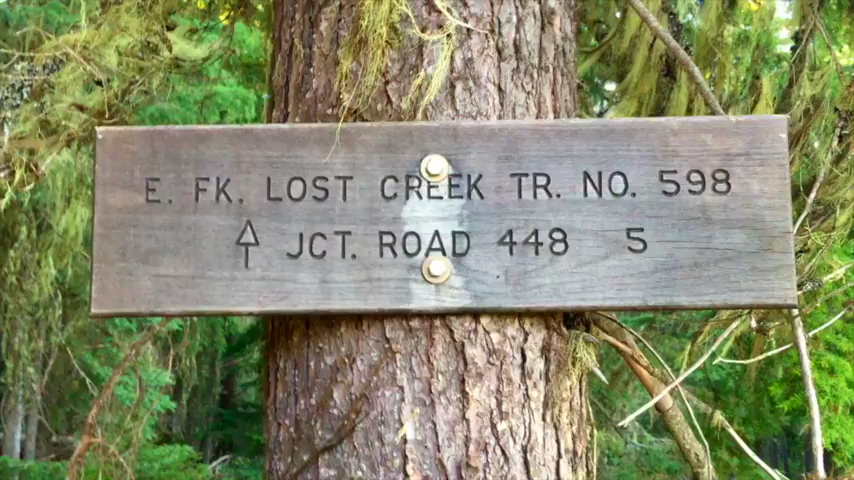 E. FK. LOST CREEK TR. NO. 598
↑ JCT. ROAD 448 5